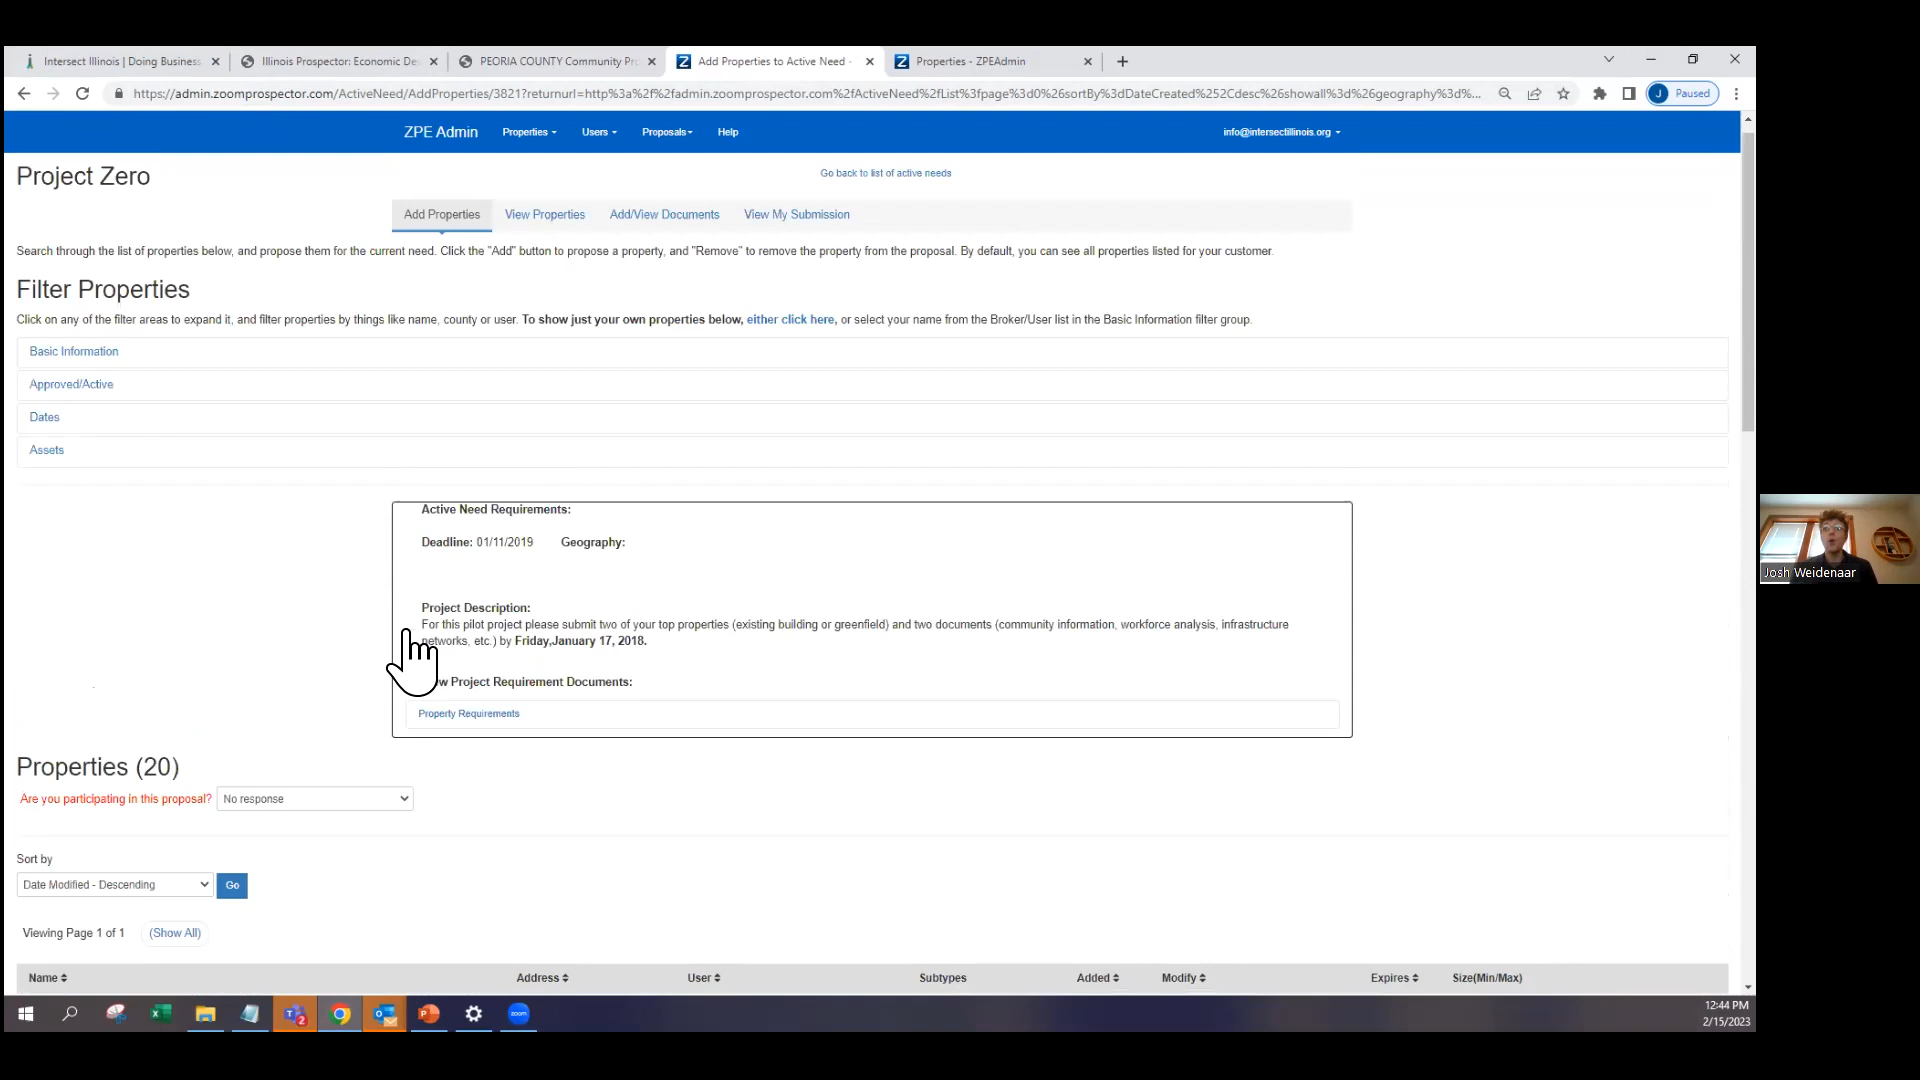 Intersect Illinois | Doing Business
Illinois Prospector: Economic De
PEORIA COUNTY Community Pr
Add Properties to Active Need -
Properties - ZPEAdmin
https://admin.zoomprospector.com/ActiveNeed/AddProperties/3821?returnurl=http%3a%2f%2fadmin.zoomprospector.com%2fActiveNeed%2fList%3fpage%3d0%26sortBy%3dDateCreated%252Cdesc%26showall%3d%26geography%3d%...
J Paused
ZPE Admin Properties Users Proposals Help info@intersectillinois.org
Project Zero
Go back to list of active needs
Add Properties View Properties Add/View Documents View My Submission
Search through the list of properties below, and propose them for the current need. Click the "Add" button to propose a property, and "Remove" to remove the property from the proposal. By default, you can see all properties listed for your customer.
Filter Properties
Click on any of the filter areas to expand it, and filter properties by things like name, county or user. To show just your own properties below, either click here, or select your name from the Broker/User list in the Basic Information filter group.
Basic Information
Approved/Active
Dates
Assets
Active Need Requirements:
Deadline: 01/11/2019 Geography:
Project Description:
For this pilot project please submit two of your top properties (existing building or greenfield) and two documents (community information, workforce analysis, infrastructure
networks, etc.) by Friday,January 17, 2018.
Project Requirement Documents:
Property Requirements
Properties (20)
Are you participating in this proposal? No response
Sort by
Date Modified - Descending Go
Viewing Page 1 of 1 (Show All)
Name Address User Subtypes Added Modify Expires Size(Min/Max)
Josh Weidenaar
2
zoom
12:44 PM
2/15/2023